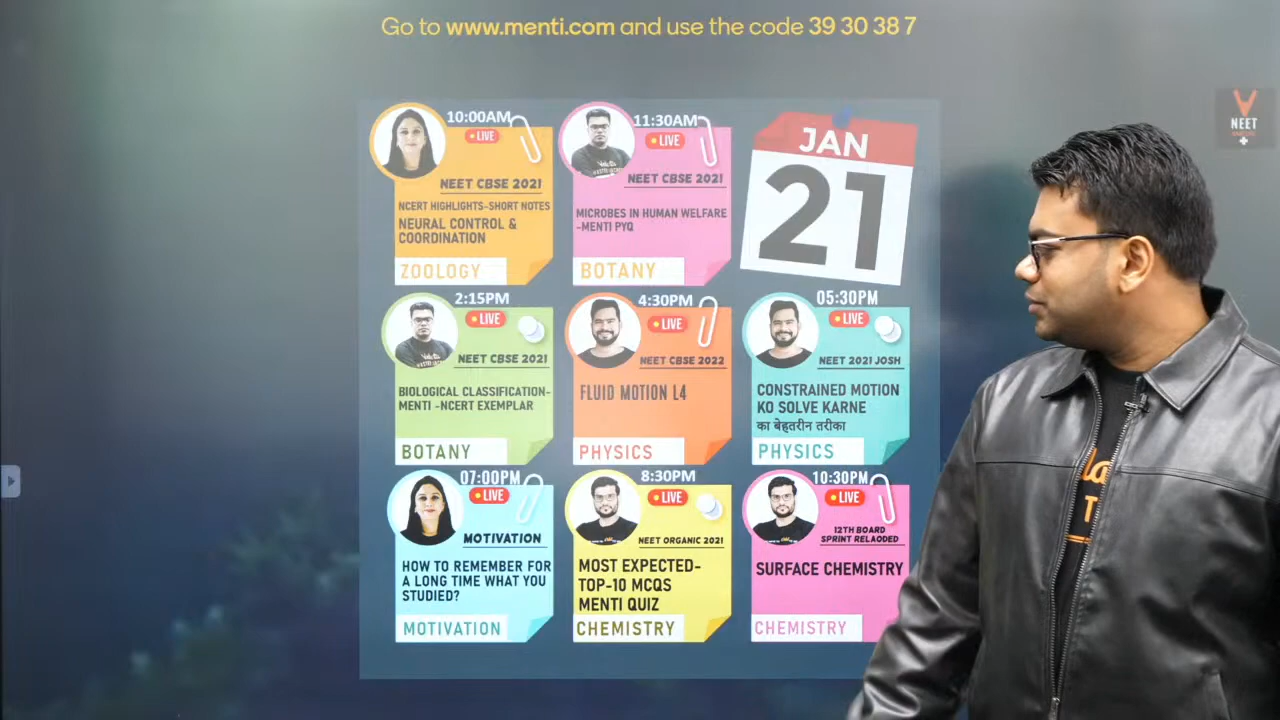 Go to www.menti.com and use the code 39 30 38 7
NEET
10:00AM
LIVE
NEET CBSE 2021
NCERT HIGHLIGHTS-SHORT NOTES
NEURAL CONTROL &
COORDINATION
ZOOLOGY
11:30AM
LIVE
NEET CBSE 2021
MICROBES IN HUMAN WELFARE
-MENTI PYQ
BOTANY
JAN
21
2:15PM
LIVE
NEET CBSE 2021
BIOLOGICAL CLASSIFICATION-
MENTI -NCERT EXEMPLAR
BOTANY
4:30PM
LIVE
NEET CBSE 2022
FLUID MOTION L4
PHYSICS
05:30PM
LIVE
NEET 2021 JOSH
CONSTRAINED MOTION
KO SOLVE KARNE
का बेहतरीन तरीका
PHYSICS
07:00PM
LIVE
MOTIVATION
HOW TO REMEMBER FOR
A LONG TIME WHAT YOU
STUDIED?
MOTIVATION
8:30PM
LIVE
NEET ORGANIC 2021
MOST EXPECTED-
TOP-10 MCQS
MENTI QUIZ
CHEMISTRY
10:30PM
LIVE
12TH BOARD
SPRINT RELAODED
SURFACE CHEMISTRY
CHEMISTRY